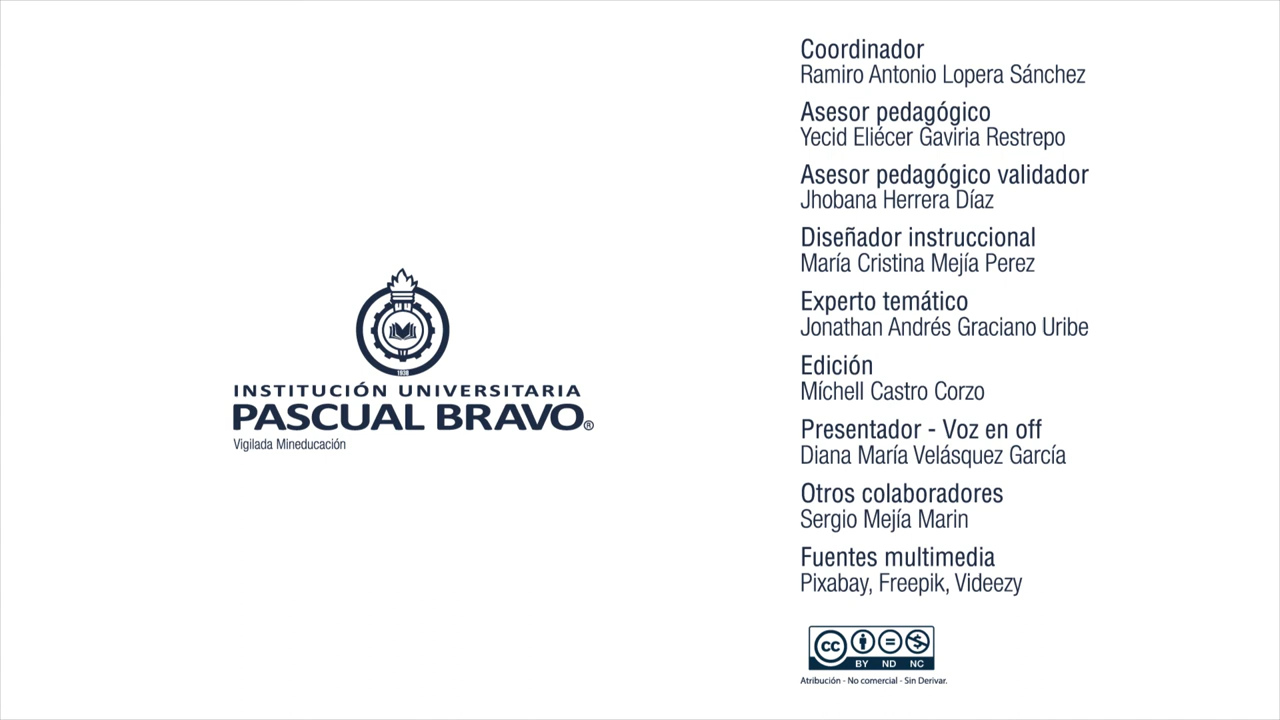 1938
INSTITUCIÓN UNIVERSITARIA
PASCUAL BRAVO®
Vigilada Mineducación
Coordinador
Ramiro Antonio Lopera Sánchez
Asesor pedagógico
Yecid Eliécer Gaviria Restrepo
Asesor pedagógico validador
Jhobana Herrera Díaz
Diseñador instruccional
María Cristina Mejía Perez
Experto temático
Jonathan Andrés Graciano Uribe
Edición
Míchell Castro Corzo
Presentador - Voz en off
Diana María Velásquez García
Otros colaboradores
Sergio Mejía Marin
Fuentes multimedia
Pixabay, Freepik, Videezy
cc
BY ND NC
Atribución - No comercial - Sin Derivar.